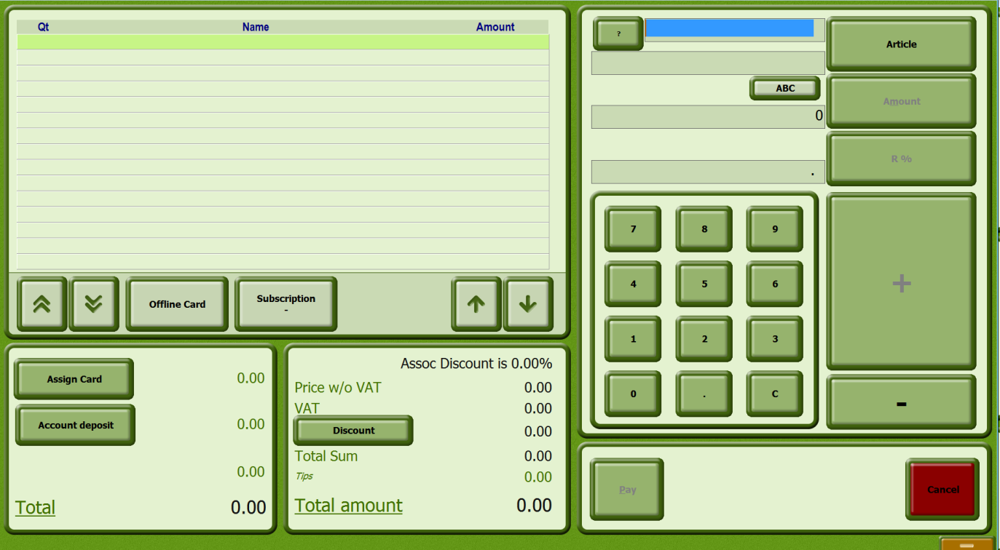 Qt Name Amount
Offline Card
Subscription
-
Assign Card 0.00
Account deposit 0.00
0.00
Total 0.00
Assoc Discount is 0.00%
Price w/o VAT 0.00
VAT 0.00
Discount 0.00
Total Sum 0.00
Tips 0.00
Total amount 0.00
?
Article
ABC
Amount
0
R %
.
7 8 9
4 5 6
1 2 3
0 . C
+
-
Pay
Cancel